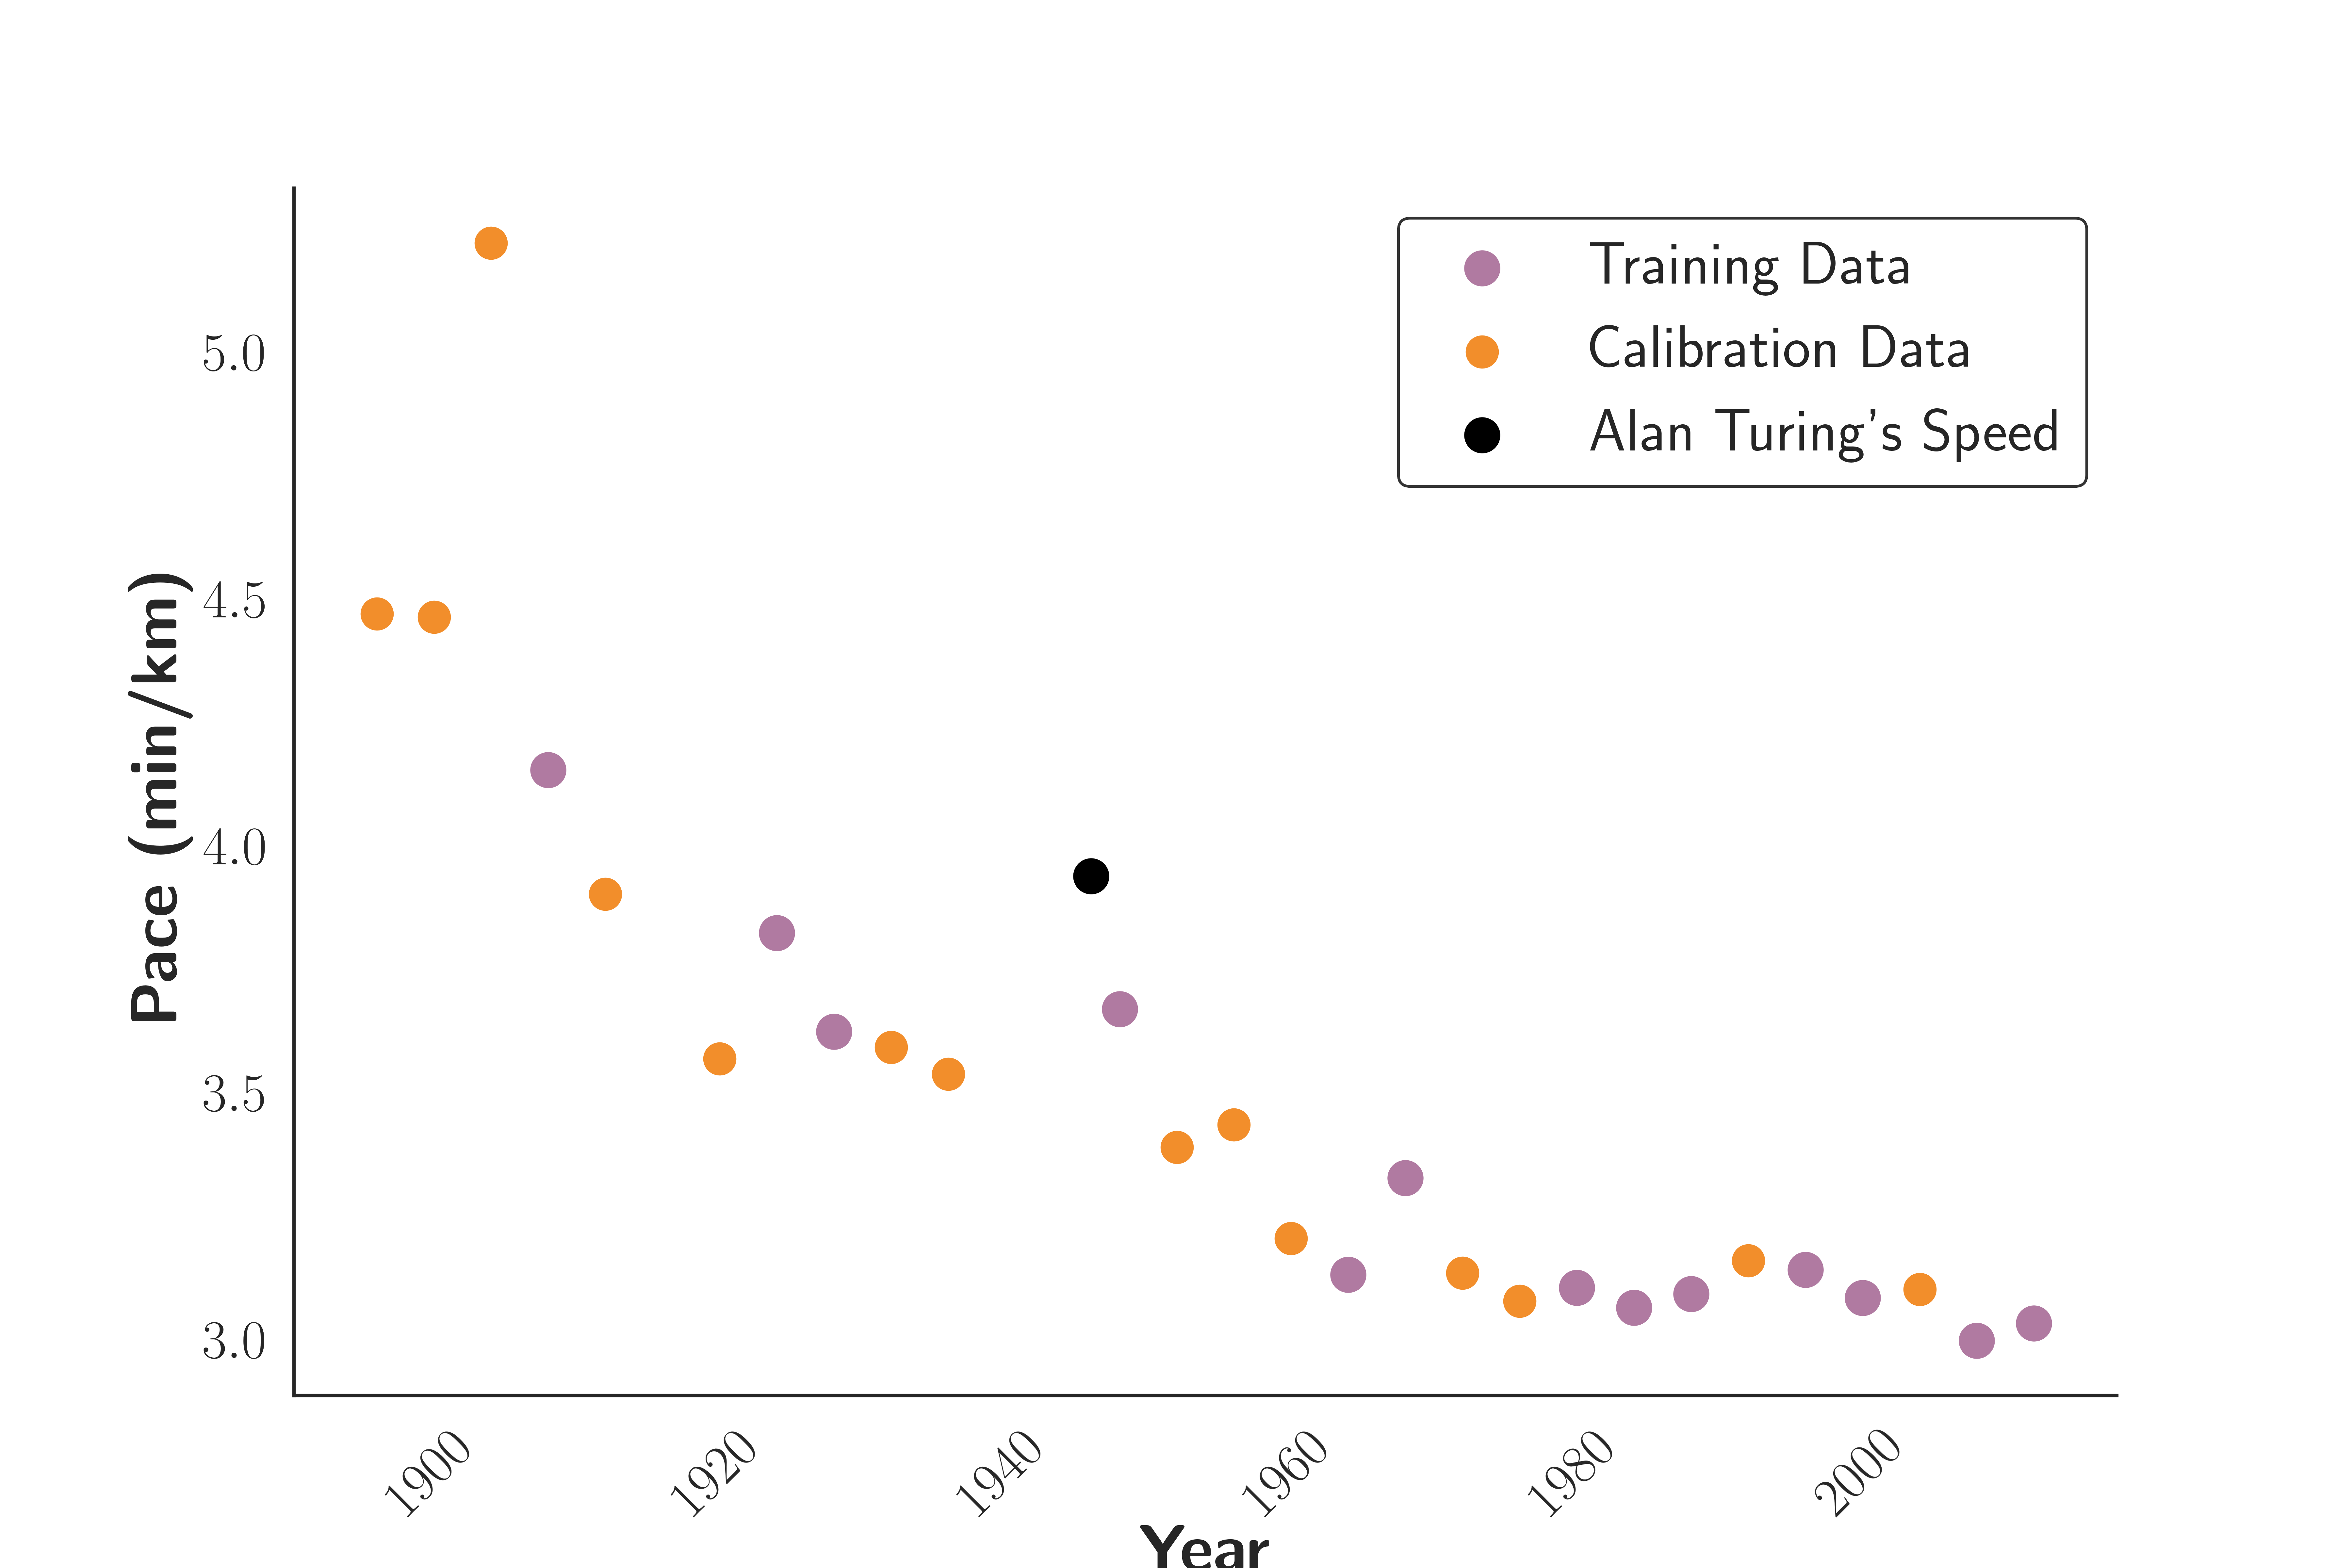 Training Data
Calibration Data
Alan Turing's Speed
Pace (min/km)
5.0
4.5
4.0
3.5
3.0
1900
1920
1940
1960
1980
2000
Year